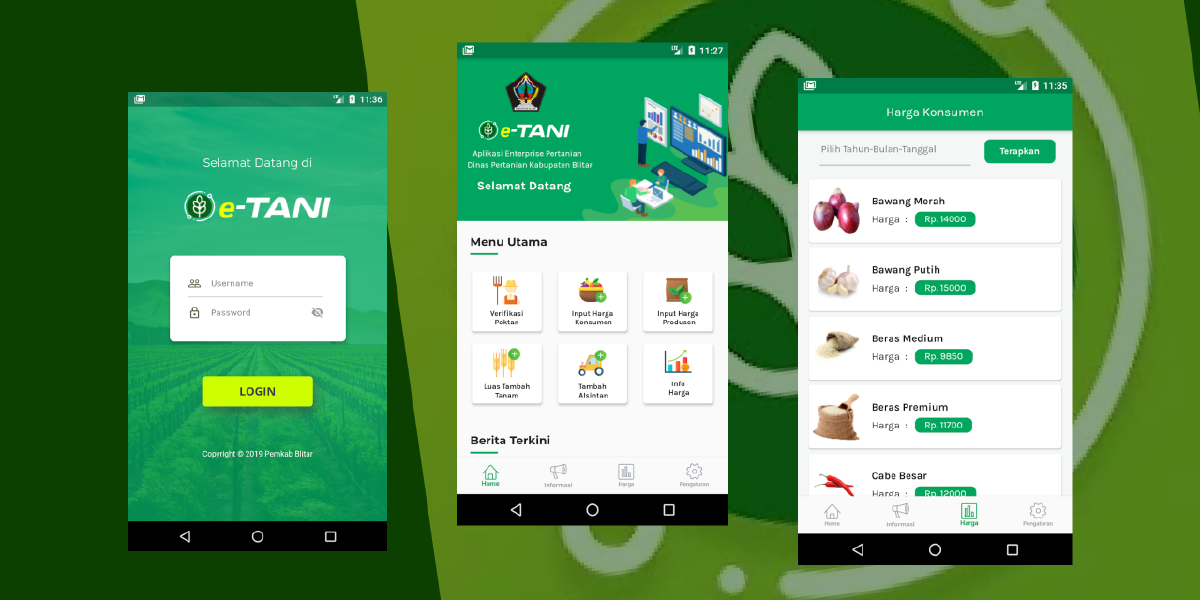 11:36
Selamat Datang di
e-TANI
Username
Password
LOGIN
Copyright © 2019 Pemkab Blitar
11:27
e-TANI
Aplikasi Enterprise Pertanian
Dinas Pertanian Kabupaten Blitar
Selamat Datang
Menu Utama
Verifikasi
Poktan
Input Harga
Konsumen
Input Harga
Produsen
Luas Tambah
Tanam
Tambah
Alsintan
Info
Harga
Berita Terkini
Home
Informasi
Harga
Pengaturan
11:35
Harga Konsumen
Pilih Tahun-Bulan-Tanggal
Terapkan
Bawang Merah
Harga : Rp. 14000
Bawang Putih
Harga : Rp. 15000
Beras Medium
Harga : Rp. 9850
Beras Premium
Harga : Rp. 11700
Cabe Besar
Harga : Rp. 12000
Home
Informasi
Harga
Pengaturan